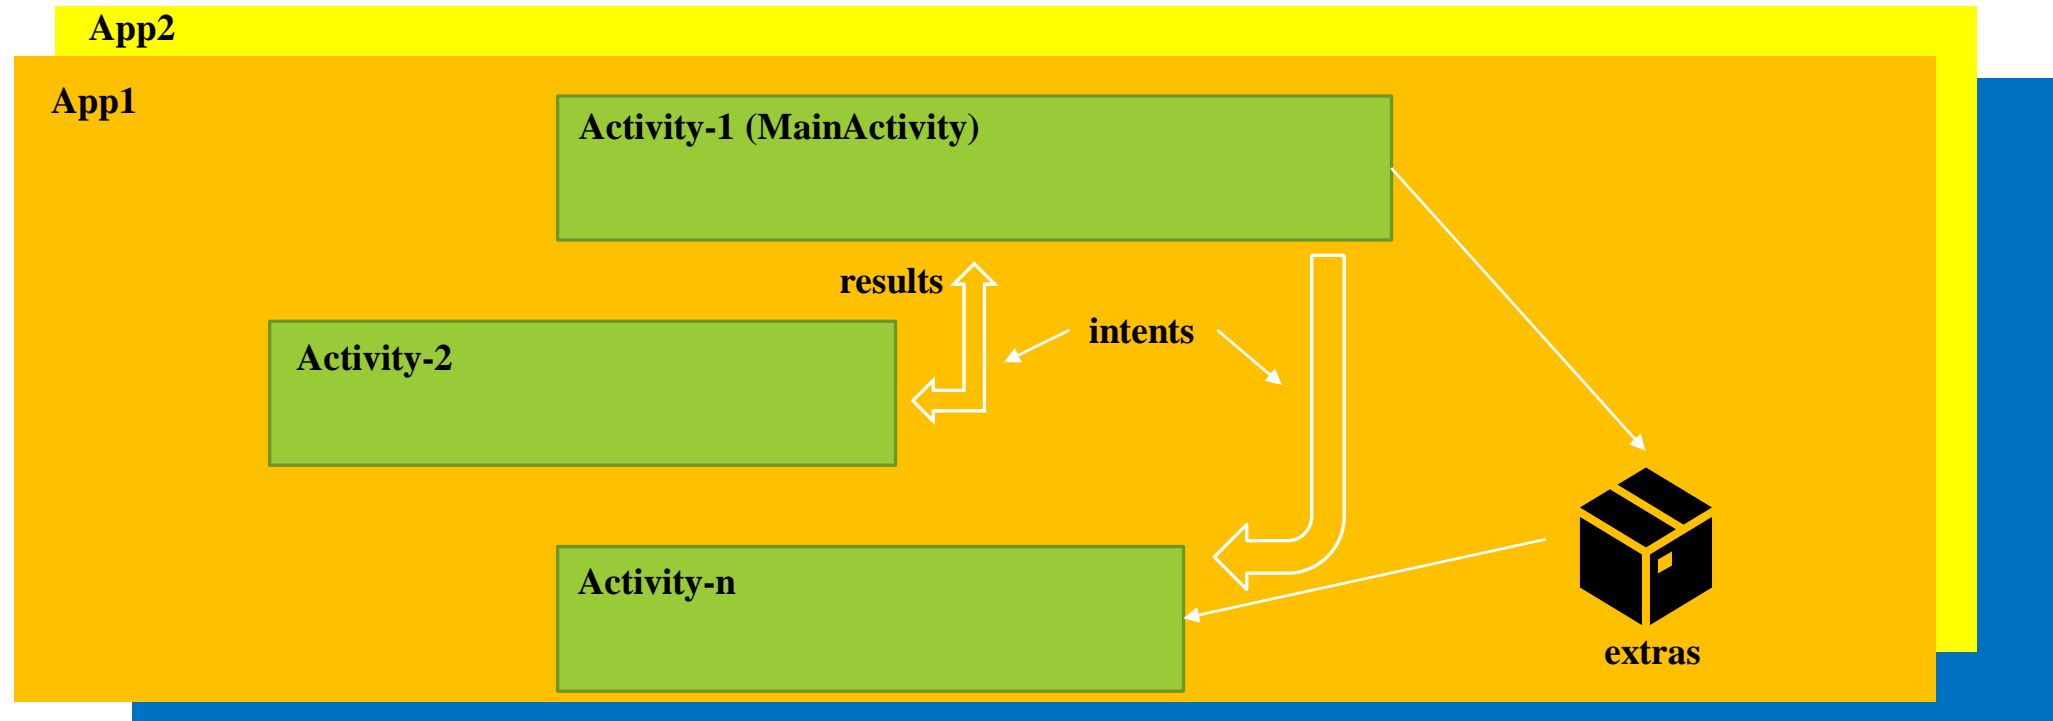 App2
App1
Activity-1 (MainActivity)
results
intents
Activity-2
Activity-n
extras